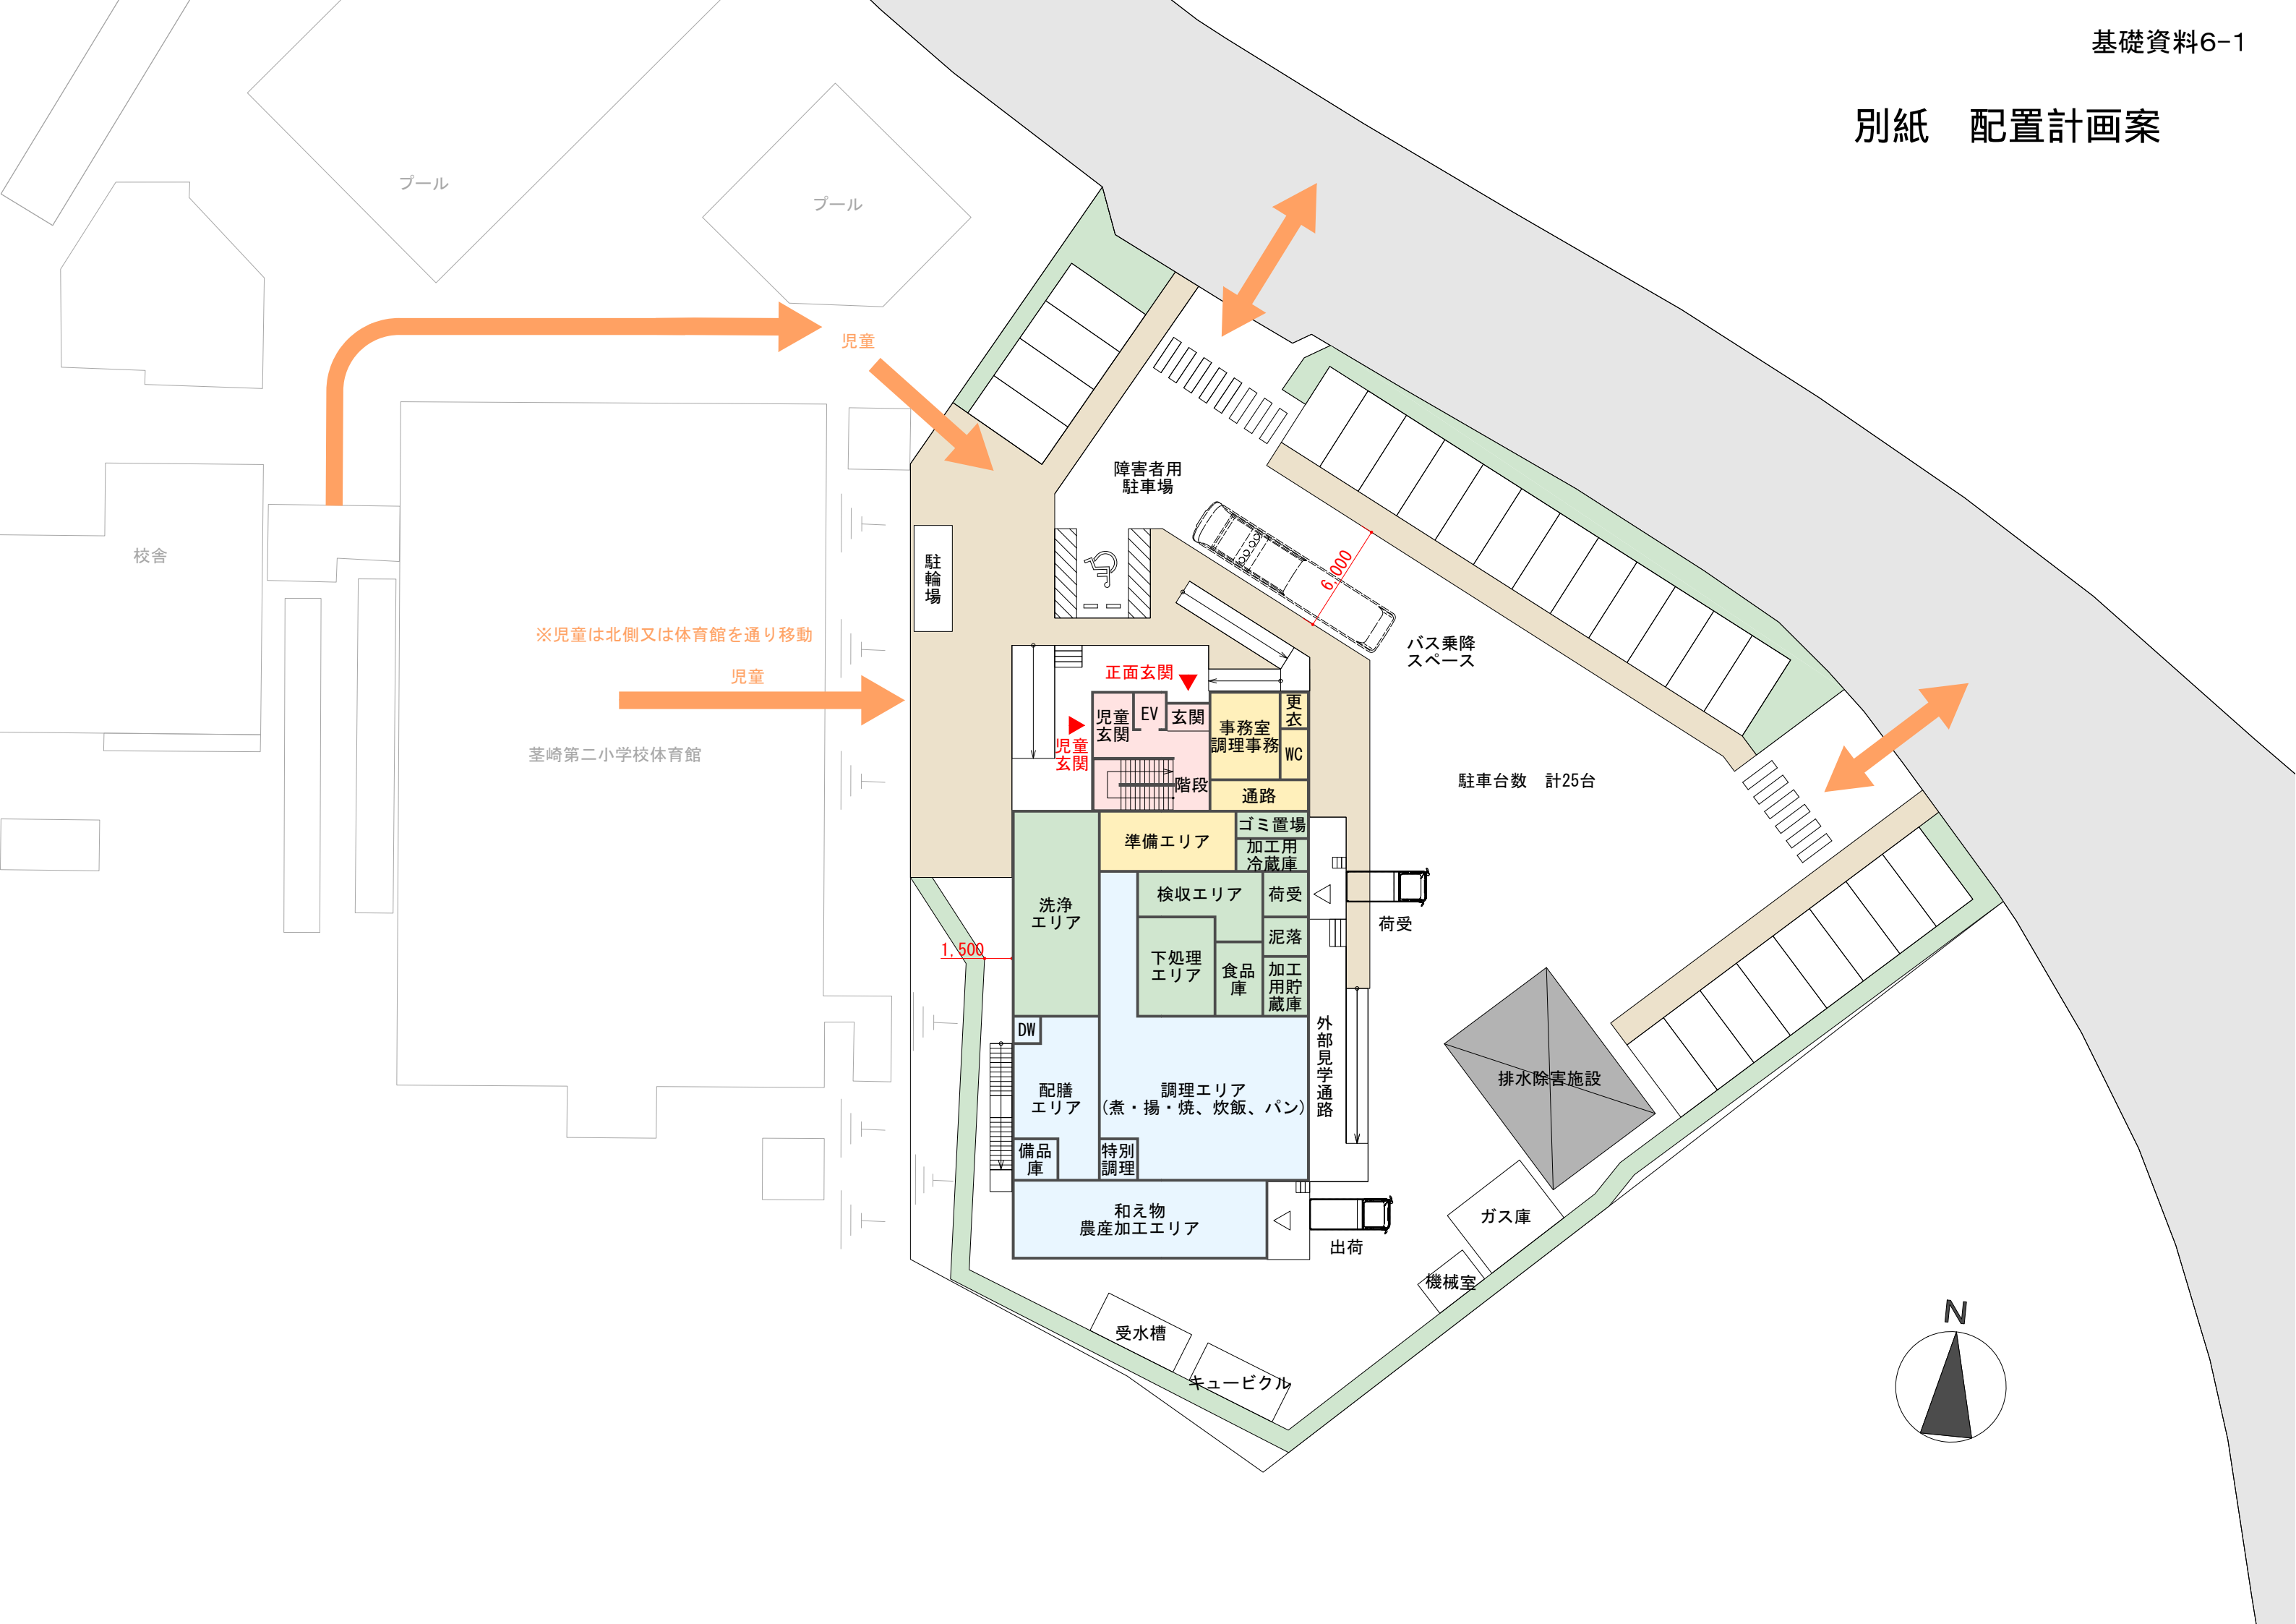 基礎資料6-1
別紙　配置計画案
プール
プール
児童
障害者用
駐車場
校舎
駐輪場
6,000
※児童は北側又は体育館を通り移動
児童
バス乗降
スペース
正面玄関
児童
玄関
EV
玄関
児童
玄関
階段
事務室
調理事務
更衣
WC
通路
茎崎第二小学校体育館
駐車台数　計25台
準備エリア
ゴミ置場
加工用
冷蔵庫
洗浄
エリア
検収エリア
荷受
荷受
1,500
下処理
エリア
食品
庫
泥落
加工
用貯
蔵庫
DW
外部見学通路
配膳
エリア
調理エリア
(煮・揚・焼、炊飯、パン)
排水除害施設
備品
庫
特別
調理
和え物
農産加工エリア
出荷
ガス庫
機械室
受水槽
キュービクル
N